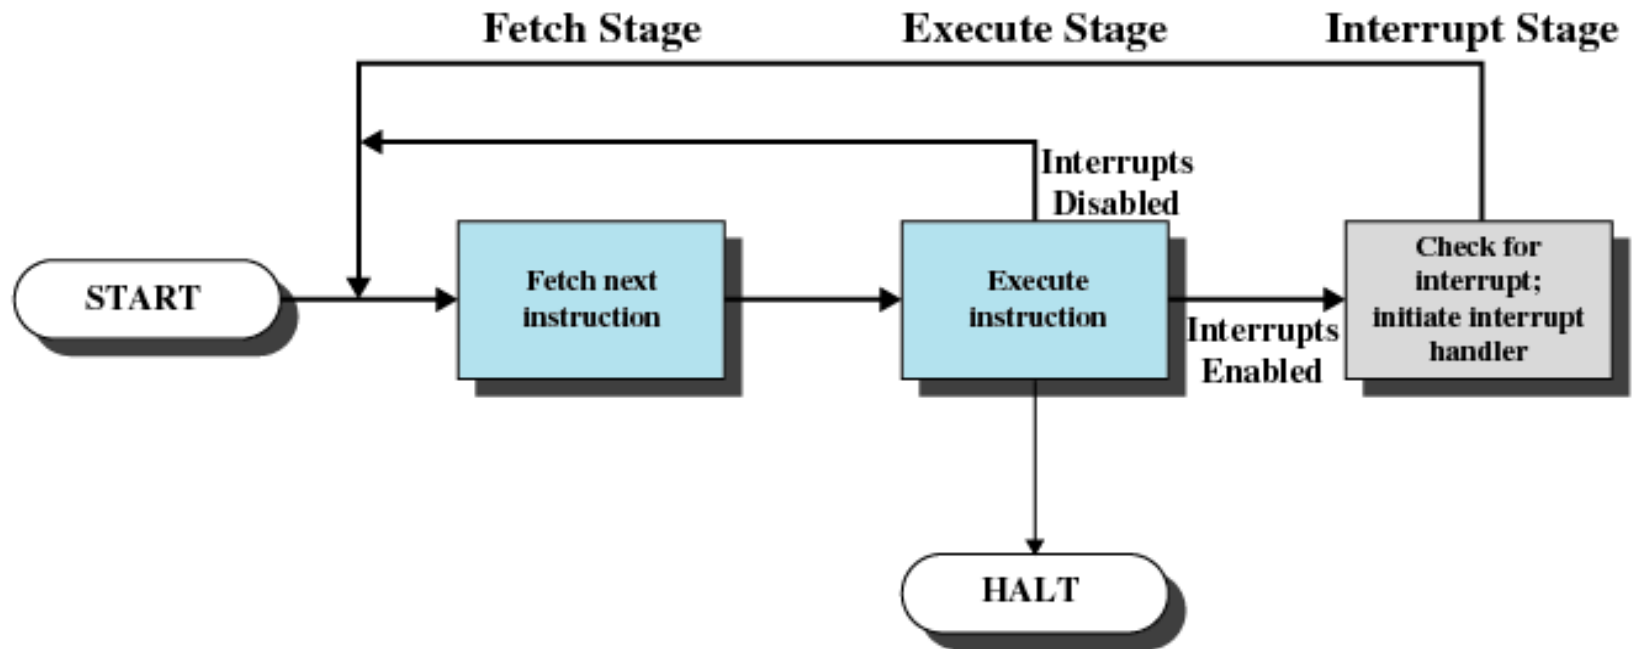 Fetch Stage
Execute Stage
Interrupt Stage
Interrupts
Disabled
START
Fetch next
instruction
Execute
instruction
Interrupts
Enabled
Check for
interrupt;
initiate interrupt
handler
HALT